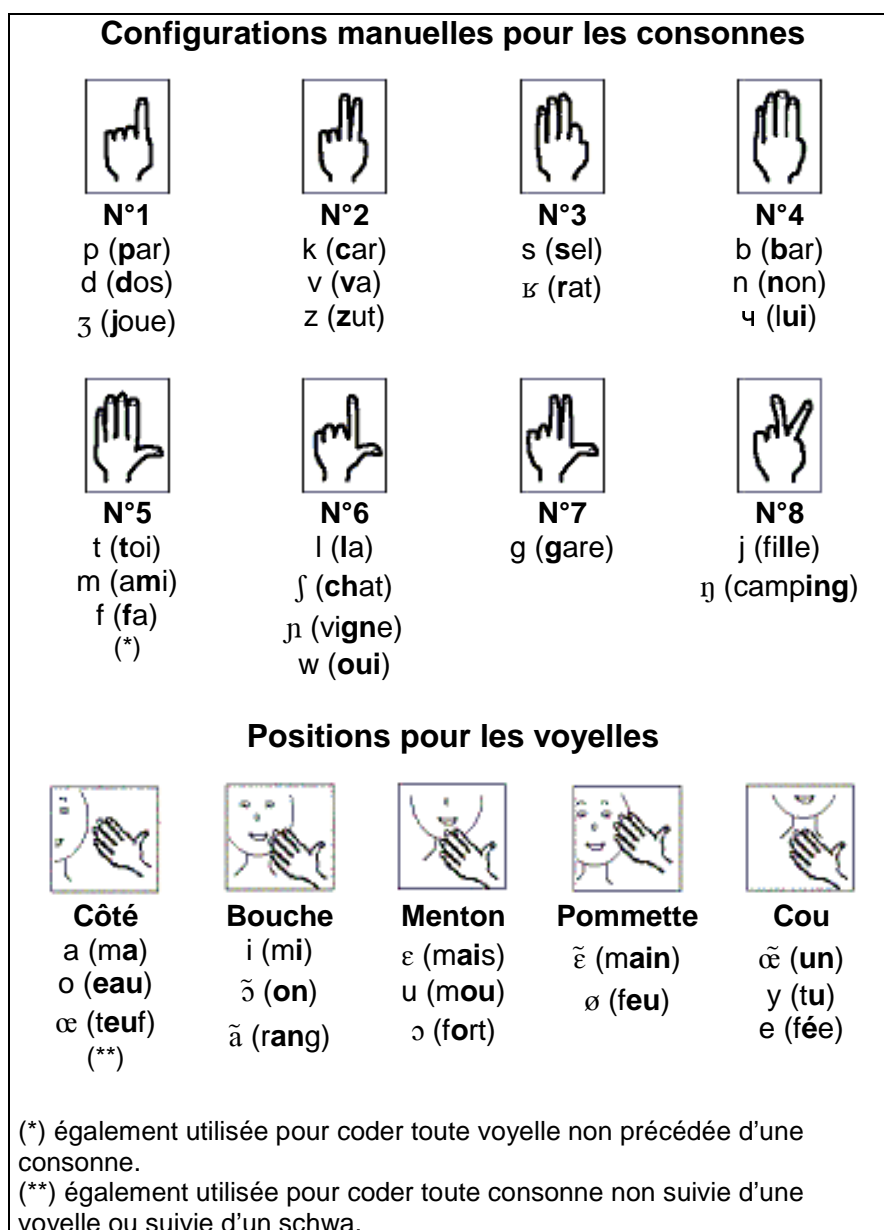 Configurations manuelles pour les consonnes
N°1 N°2 N°3 N°4
p (par) k (car) s (sel) b (bar)
d (dos) v (va) ʁ (rat) n (non)
ʒ (joue) z (zut) ɥ (lui)
N°5 N°6 N°7 N°8
t (toi) l (la) g (gare) j (fille)
m (ami) ʃ (chat) ŋ (camping)
f (fa) ɲ (vigne)
(*) w (oui)
Positions pour les voyelles
Côté Bouche Menton Pommette Cou
a (ma) i (mi) ɛ (mais) ɛ̃ (main) œ̃ (un)
o (eau) ɔ̃ (on) u (mou) ø (feu) y (tu)
œ (teuf) ã (rang) ɔ (fort) e (fée)
(**)
(*) également utilisée pour coder toute voyelle non précédée d’une
consonne.
(**) également utilisée pour coder toute consonne non suivie d’une
voyelle ou suivie d’un schwa.